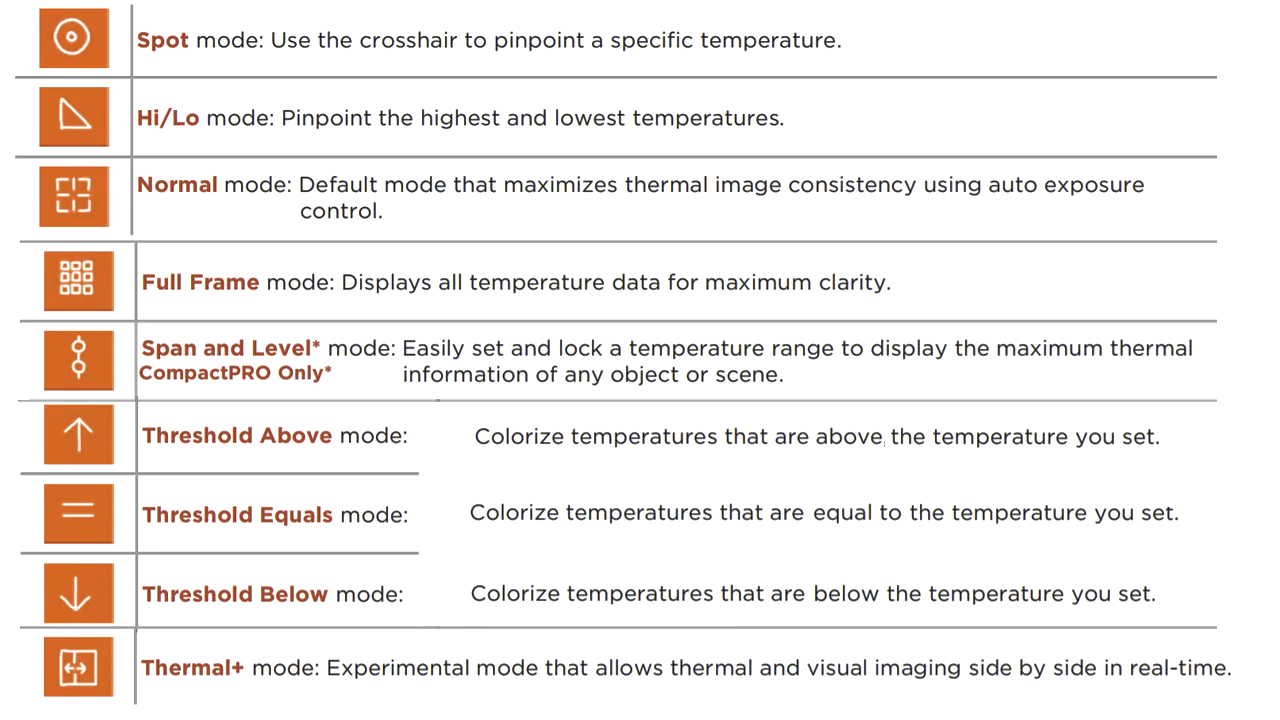 Spot mode: Use the crosshair to pinpoint a specific temperature.
Hi/Lo mode: Pinpoint the highest and lowest temperatures.
Normal mode: Default mode that maximizes thermal image consistency using auto exposure
control.
Full Frame mode: Displays all temperature data for maximum clarity.
Span and Level* mode: Easily set and lock a temperature range to display the maximum thermal
CompactPRO Only* information of any object or scene.
Threshold Above mode: Colorize temperatures that are above, the temperature you set.
Threshold Equals mode: Colorize temperatures that are equal to the temperature you set.
Threshold Below mode: Colorize temperatures that are below the temperature you set.
Thermal+ mode: Experimental mode that allows thermal and visual imaging side by side in real-time.